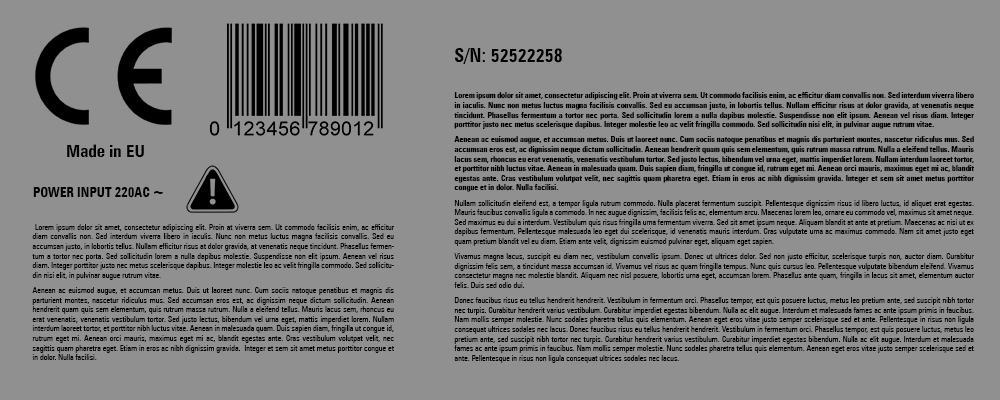 CE
0 123456 789012
Made in EU
POWER INPUT 220AC ~
!
Lorem ipsum dolor sit amet, consectetur adipiscing elit. Proin at viverra sem. Ut commodo facilisis enim, ac efficitur
diam convallis non. Sed interdum viverra libero in iaculis. Nunc non metus luctus magna facilisis convallis. Sed eu
accumsan justo, in lobortis tellus. Nullam efficitur risus at dolor gravida, at venenatis neque tincidunt. Phasellus fermen-
tum a tortor nec porta. Sed sollicitudin lorem a nulla dapibus molestie. Suspendisse non elit ipsum. Aenean vel risus
diam. Integer porttitor justo nec metus scelerisque dapibus. Integer molestie leo ac velit fringilla commodo. Sed sollicitu-
din nisi elit, in pulvinar augue rutrum vitae.
Aenean ac euismod augue, et accumsan metus. Duis ut laoreet nunc. Cum sociis natoque penatibus et magnis dis
parturient montes, nascetur ridiculus mus. Sed accumsan eros est, ac dignissim neque dictum sollicitudin. Aenean
hendrerit quam quis sem elementum, quis rutrum massa rutrum. Nulla a eleifend tellus. Mauris lacus sem, rhoncus eu
erat venenatis, venenatis vestibulum tortor. Sed justo lectus, bibendum vel urna eget, mattis imperdiet lorem. Nullam
interdum laoreet tortor, et porttitor nibh luctus vitae. Aenean in malesuada quam. Duis sapien diam, fringilla ut congue id,
rutrum eget mi. Aenean orci mauris, maximus eget mi ac, blandit egestas ante. Cras vestibulum volutpat velit, nec
sagittis quam pharetra eget. Etiam in eros ac nibh dignissim gravida. Integer et sem sit amet metus porttitor congue et
in dolor. Nulla facilisi.
S/N: 52522258
Lorem ipsum dolor sit amet, consectetur adipiscing elit. Proin at viverra sem. Ut commodo facilisis enim, ac efficitur diam convallis non. Sed interdum viverra libero
in iaculis. Nunc non metus luctus magna facilisis convallis. Sed eu accumsan justo, in lobortis tellus. Nullam efficitur risus at dolor gravida, at venenatis neque
tincidunt. Phasellus fermentum a tortor nec porta. Sed sollicitudin lorem a nulla dapibus molestie. Suspendisse non elit ipsum. Aenean vel risus diam. Integer
porttitor justo nec metus scelerisque dapibus. Integer molestie leo ac velit fringilla commodo. Sed sollicitudin nisi elit, in pulvinar augue rutrum vitae.
Aenean ac euismod augue, et accumsan metus. Duis ut laoreet nunc. Cum sociis natoque penatibus et magnis dis parturient montes, nascetur ridiculus mus. Sed
accumsan eros est, ac dignissim neque dictum sollicitudin. Aenean hendrerit quam quis sem elementum, quis rutrum massa rutrum. Nulla a eleifend tellus. Mauris
lacus sem, rhoncus eu erat venenatis, venenatis vestibulum tortor. Sed justo lectus, bibendum vel urna eget, mattis imperdiet lorem. Nullam interdum laoreet tortor,
et porttitor nibh luctus vitae. Aenean in malesuada quam. Duis sapien diam, fringilla ut congue id, rutrum eget mi. Aenean orci mauris, maximus eget mi ac, blandit
egestas ante. Cras vestibulum volutpat velit, nec sagittis quam pharetra eget. Etiam in eros ac nibh dignissim gravida. Integer et sem sit amet metus porttitor
congue et in dolor. Nulla facilisi.
Nullam sollicitudin eleifend est, a tempor ligula rutrum commodo. Nulla placerat fermentum suscipit. Pellentesque dignissim risus id libero luctus, id aliquet erat egestas.
Mauris faucibus convallis ligula a commodo. In nec augue dignissim, facilisis felis ac, elementum arcu. Maecenas lorem leo, ornare eu commodo vel, maximus sit amet neque.
Sed maximus eu dui a interdum. Vestibulum quis risus fringilla urna fermentum viverra. Sed sit amet ipsum neque. Aliquam blandit at ante at pretium. Maecenas ac nisi ut ex
dapibus fermentum. Pellentesque malesuada leo eget dui scelerisque, id venenatis mauris interdum. Cras vulputate urna ac maximus commodo. Nam sit amet justo eget
quam pretium blandit vel eu diam. Etiam ante velit, dignissim euismod pulvinar eget, aliquam eget sapien.
Vivamus magna lacus, suscipit eu diam nec, vestibulum convallis ipsum. Donec ut ultrices dolor. Sed non justo efficitur, scelerisque turpis non, auctor diam. Curabitur
dignissim felis sem, a tincidunt massa accumsan id. Vivamus vel risus ac quam fringilla tempus. Nunc quis cursus leo. Pellentesque vulputate bibendum eleifend. Vivamus
consectetur magna nec molestie blandit. Aliquam nec nisl posuere, lobortis urna eget, accumsan lorem. Phasellus ante quam, fringilla in lacus sit amet, elementum auctor
felis. Duis sed odio dui.
Donec faucibus risus eu tellus hendrerit hendrerit. Vestibulum in fermentum orci. Phasellus tempor, est quis posuere luctus, metus leo pretium ante, sed suscipit nibh tortor
nec turpis. Curabitur hendrerit varius vestibulum. Curabitur imperdiet egestas bibendum. Nulla ac elit augue. Interdum et malesuada fames ac ante ipsum primis in faucibus.
Nam mollis semper molestie. Nunc sodales pharetra tellus quis elementum. Aenean eget eros vitae justo semper scelerisque sed et ante. Pellentesque in risus non ligula
consequat ultrices sodales nec lacus. Donec faucibus risus eu tellus hendrerit hendrerit. Vestibulum in fermentum orci. Phasellus tempor, est quis posuere luctus, metus leo
pretium ante, sed suscipit nibh tortor nec turpis. Curabitur hendrerit varius vestibulum. Curabitur imperdiet egestas bibendum. Nulla ac elit augue. Interdum et malesuada
fames ac ante ipsum primis in faucibus. Nam mollis semper molestie. Nunc sodales pharetra tellus quis elementum. Aenean eget eros vitae justo semper scelerisque sed et
ante. Pellentesque in risus non ligula consequat ultrices sodales nec lacus.